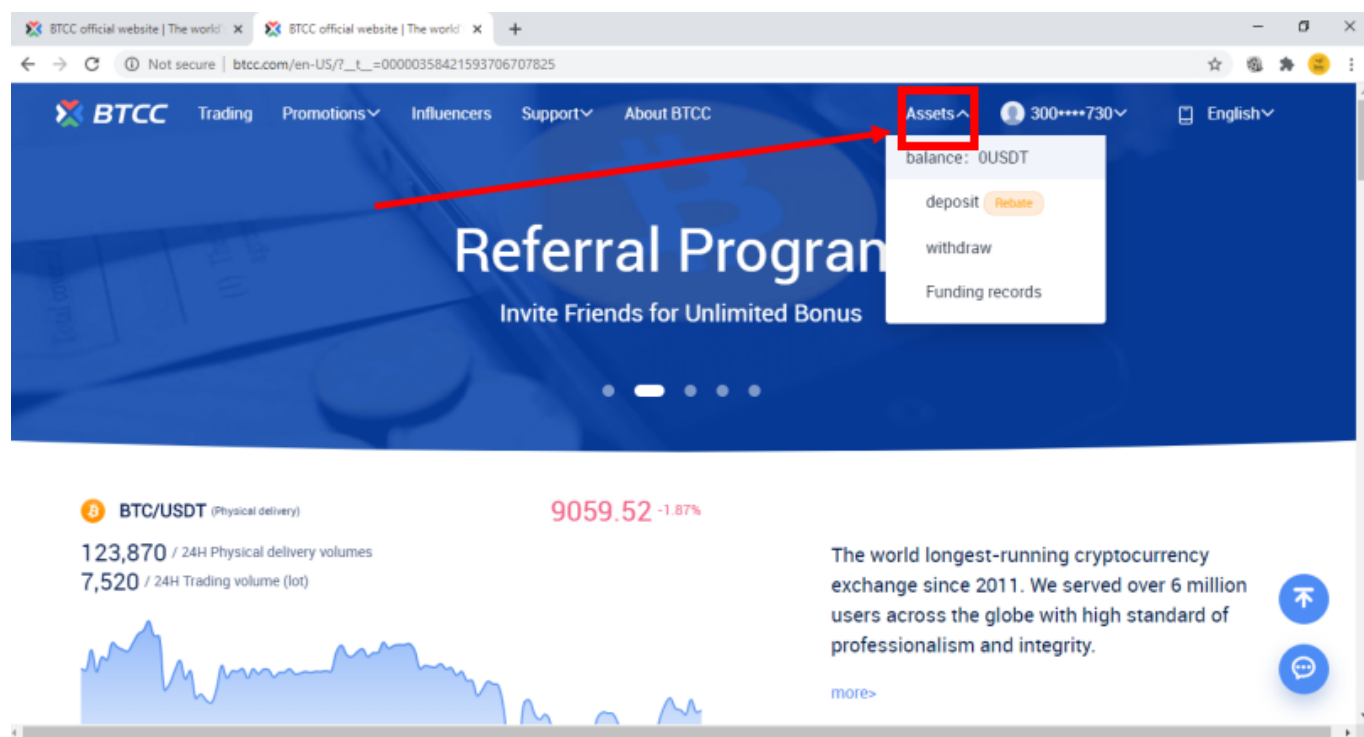 BTCC official website | The world'
BTCC official website | The world'
Not secure | btcc.com/en-US/?_t_=00000358421593706707825
BTCC Trading Promotions Influencers Support About BTCC Assets 300****730 English
balance: 0USDT
deposit Rebate
withdraw
Funding records
Referral Program
Invite Friends for Unlimited Bonus
BTC/USDT (Physical delivery) 9059.52 -1.87%
123,870 / 24H Physical delivery volumes
7,520 / 24H Trading volume (lot)
The world longest-running cryptocurrency
exchange since 2011. We served over 6 million
users across the globe with high standard of
professionalism and integrity.
more>